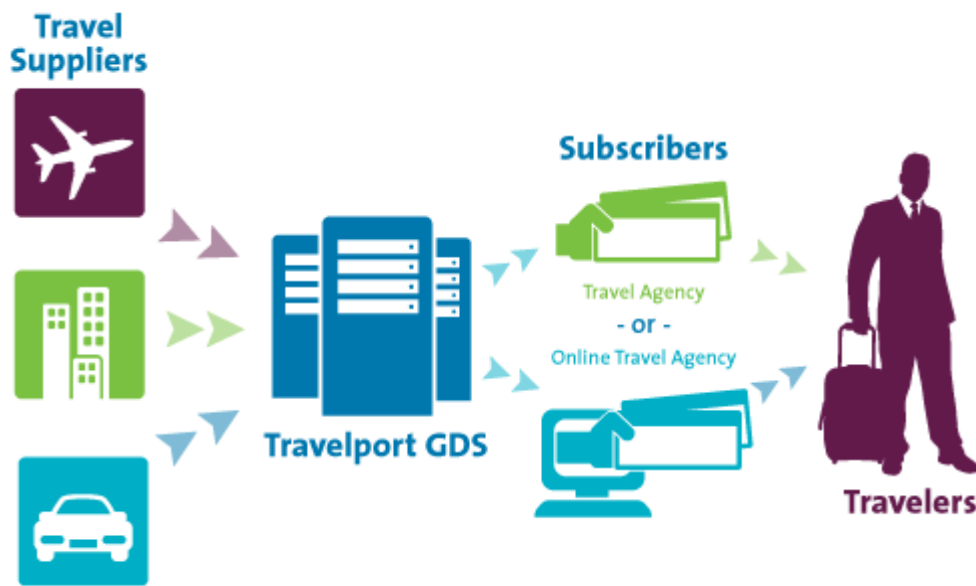 Travel
Suppliers
Subscribers
Travel Agency
- or -
Online Travel Agency
Travelport GDS
Travelers